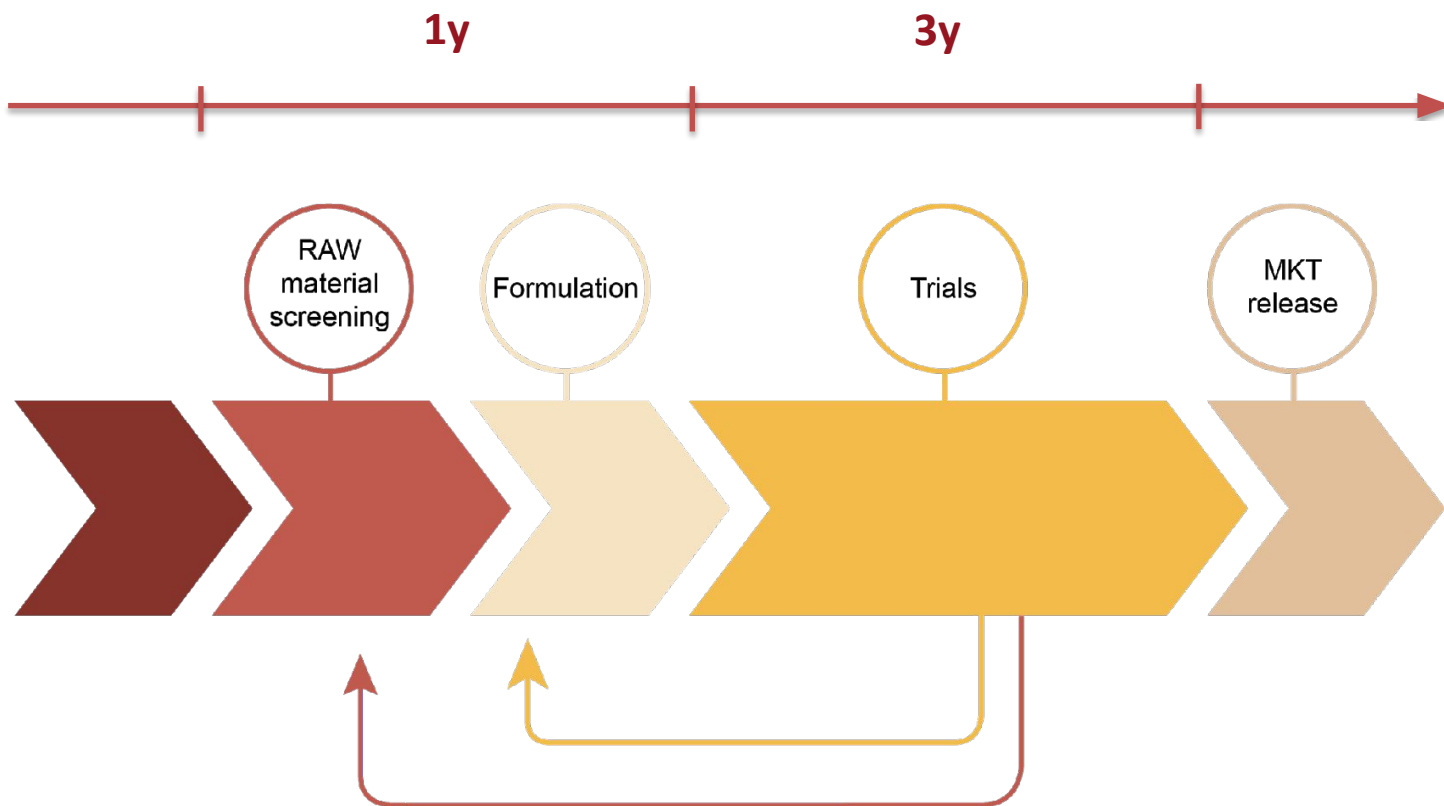 1y
3y
RAW
material
screening
Formulation
Trials
MKT
release